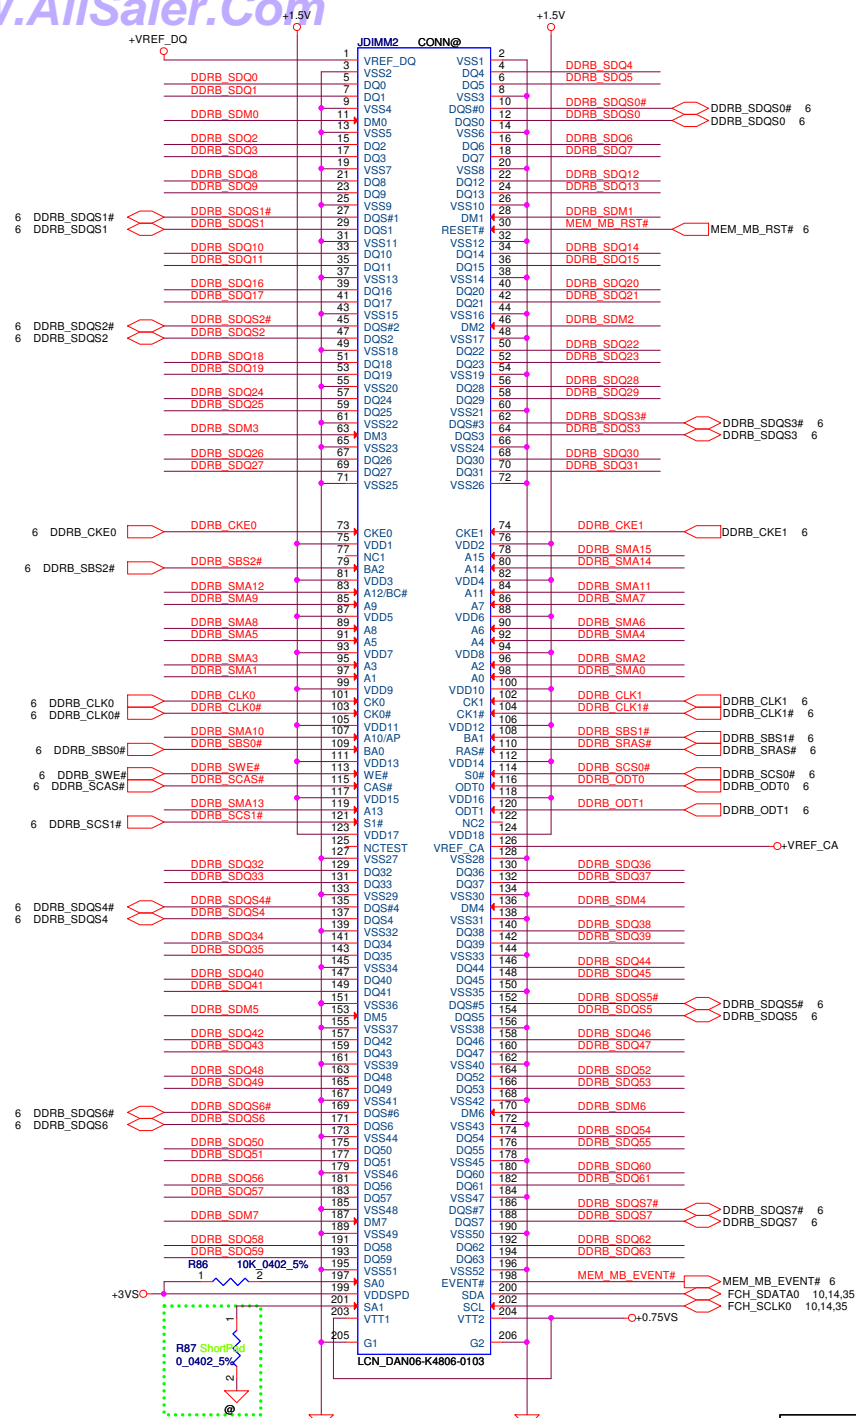 w.AllSaler.Com
+1.5V +1.5V
+VREF_DQ
JDIMM2 CONN@
1 VREF_DQ VSS1 2
3 VSS2 DQ4 4 DDRB_SDQ4
DDRB_SDQ0 5 DQ0 DQ5 6 DDRB_SDQ5
DDRB_SDQ1 7 DQ1 VSS3 8
9 VSS4 DQS#0 10 DDRB_SDQS0# DDRB_SDQS0# 6
DDRB_SDM0 11 DM0 DQS0 12 DDRB_SDQS0 DDRB_SDQS0 6
13 VSS5 VSS6 14
DDRB_SDQ2 15 DQ2 DQ6 16 DDRB_SDQ6
DDRB_SDQ3 17 DQ3 DQ7 18 DDRB_SDQ7
19 VSS7 VSS8 20
DDRB_SDQ8 21 DQ8 DQ12 22 DDRB_SDQ12
DDRB_SDQ9 23 DQ9 DQ13 24 DDRB_SDQ13
25 VSS9 VSS10 26
6 DDRB_SDQS1# DDRB_SDQS1# 27 DQS#1 DM1 28 DDRB_SDM1
6 DDRB_SDQS1 DDRB_SDQS1 29 DQS1 RESET# 30 MEM_MB_RST# MEM_MB_RST# 6
31 VSS11 VSS12 32
DDRB_SDQ10 33 DQ10 DQ14 34 DDRB_SDQ14
DDRB_SDQ11 35 DQ11 DQ15 36 DDRB_SDQ15
37 VSS13 VSS14 38
DDRB_SDQ16 39 DQ16 DQ20 40 DDRB_SDQ20
DDRB_SDQ17 41 DQ17 DQ21 42 DDRB_SDQ21
43 VSS15 VSS16 44
6 DDRB_SDQS2# DDRB_SDQS2# 45 DQS#2 DM2 46 DDRB_SDM2
6 DDRB_SDQS2 DDRB_SDQS2 47 DQS2 VSS17 48
49 VSS18 DQ22 50 DDRB_SDQ22
DDRB_SDQ18 51 DQ18 DQ23 52 DDRB_SDQ23
DDRB_SDQ19 53 DQ19 VSS19 54
55 VSS20 DQ28 56 DDRB_SDQ28
DDRB_SDQ24 57 DQ24 DQ29 58 DDRB_SDQ29
DDRB_SDQ25 59 DQ25 VSS21 60
61 VSS22 DQS#3 62 DDRB_SDQS3# DDRB_SDQS3# 6
DDRB_SDM3 63 DM3 DQS3 64 DDRB_SDQS3 DDRB_SDQS3 6
65 VSS23 VSS24 66
DDRB_SDQ26 67 DQ26 DQ30 68 DDRB_SDQ30
DDRB_SDQ27 69 DQ27 DQ31 70 DDRB_SDQ31
71 VSS25 VSS26 72
6 DDRB_CKE0 DDRB_CKE0 73 CKE0 CKE1 74 DDRB_CKE1 DDRB_CKE1 6
75 VDD1 VDD2 76
77 NC1 A15 78 DDRB_SMA15
6 DDRB_SBS2# DDRB_SBS2# 79 BA2 A14 80 DDRB_SMA14
81 VDD3 VDD4 82
DDRB_SMA12 83 A12/BC# A11 84 DDRB_SMA11
DDRB_SMA9 85 A9 A7 86 DDRB_SMA7
87 VDD5 VDD6 88
DDRB_SMA8 89 A8 A6 90 DDRB_SMA6
DDRB_SMA5 91 A5 A4 92 DDRB_SMA4
93 VDD7 VDD8 94
DDRB_SMA3 95 A3 A2 96 DDRB_SMA2
DDRB_SMA1 97 A1 A0 98 DDRB_SMA0
99 VDD9 VDD10 100
6 DDRB_CLK0 DDRB_CLK0 101 CK0 CK1 102 DDRB_CLK1 DDRB_CLK1 6
6 DDRB_CLK0# DDRB_CLK0# 103 CK0# CK1# 104 DDRB_CLK1# DDRB_CLK1# 6
105 VDD11 VDD12 106
DDRB_SMA10 107 A10/AP BA1 108 DDRB_SBS1# DDRB_SBS1# 6
6 DDRB_SBS0# DDRB_SBS0# 109 BA0 RAS# 110 DDRB_SRAS# DDRB_SRAS# 6
111 VDD13 VDD14 112
6 DDRB_SWE# DDRB_SWE# 113 WE# S0# 114 DDRB_SCS0# DDRB_SCS0# 6
6 DDRB_SCAS# DDRB_SCAS# 115 CAS# ODT0 116 DDRB_ODT0 DDRB_ODT0 6
117 VDD15 VDD16 118
DDRB_SMA13 119 A13 ODT1 120 DDRB_ODT1 DDRB_ODT1 6
6 DDRB_SCS1# DDRB_SCS1# 121 S1# NC2 122
123 VDD17 VDD18 124
125 NCTEST VREF_CA 126 +VREF_CA
127 VSS27 VSS28 128
DDRB_SDQ32 129 DQ32 DQ36 130 DDRB_SDQ36
DDRB_SDQ33 131 DQ33 DQ37 132 DDRB_SDQ37
133 VSS29 VSS30 134
6 DDRB_SDQS4# DDRB_SDQS4# 135 DQS#4 DM4 136 DDRB_SDM4
6 DDRB_SDQS4 DDRB_SDQS4 137 DQS4 VSS31 138
139 VSS32 DQ38 140 DDRB_SDQ38
DDRB_SDQ34 141 DQ34 DQ39 142 DDRB_SDQ39
DDRB_SDQ35 143 DQ35 VSS33 144
145 VSS34 DQ44 146 DDRB_SDQ44
DDRB_SDQ40 147 DQ40 DQ45 148 DDRB_SDQ45
DDRB_SDQ41 149 DQ41 VSS35 150
151 VSS36 DQS#5 152 DDRB_SDQS5# DDRB_SDQS5# 6
DDRB_SDM5 153 DM5 DQS5 154 DDRB_SDQS5 DDRB_SDQS5 6
155 VSS37 VSS38 156
DDRB_SDQ42 157 DQ42 DQ46 158 DDRB_SDQ46
DDRB_SDQ43 159 DQ43 DQ47 160 DDRB_SDQ47
161 VSS39 VSS40 162
DDRB_SDQ48 163 DQ48 DQ52 164 DDRB_SDQ52
DDRB_SDQ49 165 DQ49 DQ53 166 DDRB_SDQ53
167 VSS41 VSS42 168
6 DDRB_SDQS6# DDRB_SDQS6# 169 DQS#6 DM6 170 DDRB_SDM6
6 DDRB_SDQS6 DDRB_SDQS6 171 DQS6 VSS43 172
173 VSS44 DQ54 174 DDRB_SDQ54
DDRB_SDQ50 175 DQ50 DQ55 176 DDRB_SDQ55
DDRB_SDQ51 177 DQ51 VSS45 178
179 VSS46 DQ60 180 DDRB_SDQ60
DDRB_SDQ56 181 DQ56 DQ61 182 DDRB_SDQ61
DDRB_SDQ57 183 DQ57 VSS47 184
185 VSS48 DQS#7 186 DDRB_SDQS7# DDRB_SDQS7# 6
DDRB_SDM7 187 DM7 DQS7 188 DDRB_SDQS7 DDRB_SDQS7 6
189 VSS49 VSS50 190
DDRB_SDQ58 191 DQ58 DQ62 192 DDRB_SDQ62
DDRB_SDQ59 193 DQ59 DQ63 194 DDRB_SDQ63
R86 10K_0402_5% 195 VSS51 VSS52 196
1 2 197 SA0 EVENT# 198 MEM_MB_EVENT# MEM_MB_EVENT# 6
+3VS 199 VDDSPD SDA 200 FCH_SDATA0 10,14,35
201 SA1 SCL 202 FCH_SCLK0 10,14,35
203 VTT1 VTT2 204 +0.75VS
1
205 G1 G2 206
R87 ShortPad
0_0402_5% LCN_DAN06-K4806-0103
2
@